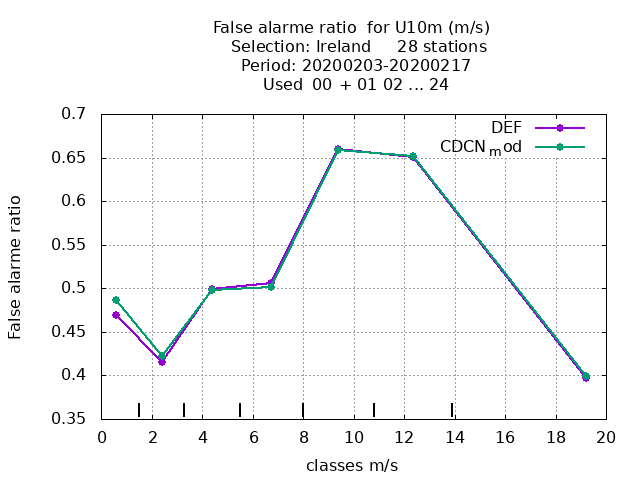 False alarme ratio  for U10m (m/s)
Selection: Ireland     28 stations
Period: 20200203-20200217
Used  00 + 01 02 ... 24
0.7
DEF
CDCN_mod
0.65
0.6
0.55
0.5
0.45
0.4
0.35
False alarme ratio
0 2 4 6 8 10 12 14 16 18 20
classes m/s